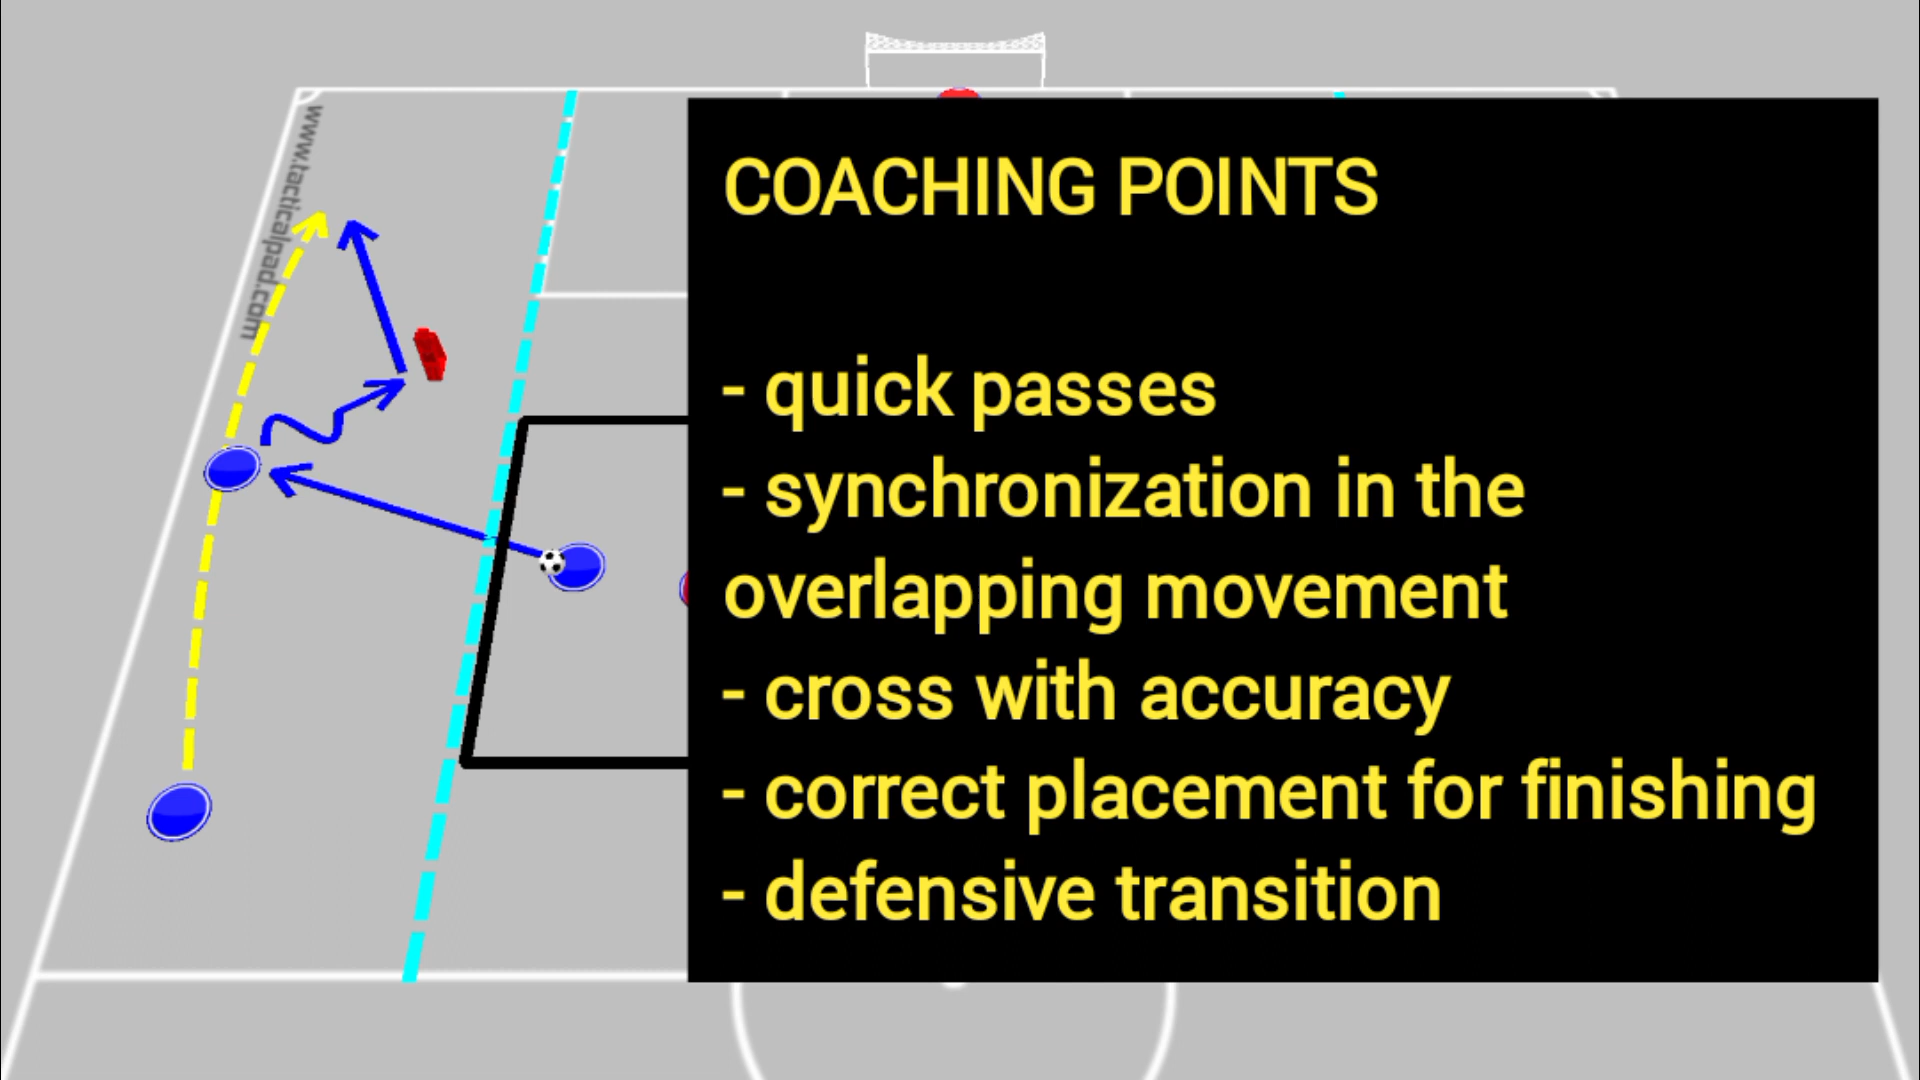 www.tacticalpad.com
COACHING POINTS
- quick passes
- synchronization in the
overlapping movement
- cross with accuracy
- correct placement for finishing
- defensive transition